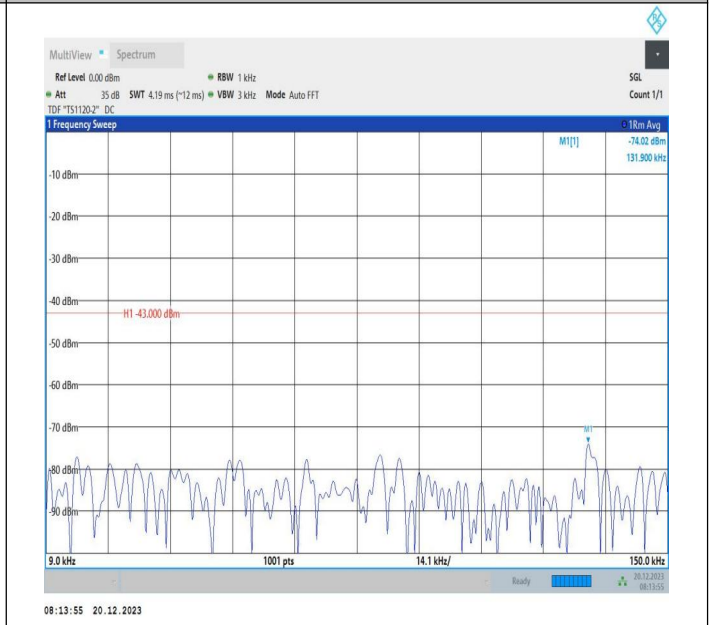 MultiView Spectrum
Ref Level 0.00 dBm RBW 1 kHz SGL
Att 35 dB SWT 4.19 ms (~12 ms) VBW 3 kHz Mode Auto FFT Count 1/1
TDF "TS1120-2" DC
1 Frequency Sweep 1Rm Avg
M1[1] -74.02 dBm
131.900 kHz
-10 dBm
-20 dBm
-30 dBm
-40 dBm
H1 -43.000 dBm
-50 dBm
-60 dBm
-70 dBm
M1
-80 dBm
-90 dBm
9.0 kHz 1001 pts 14.1 kHz/ 150.0 kHz
Ready 20.12.2023
08:13:55
08:13:55 20.12.2023